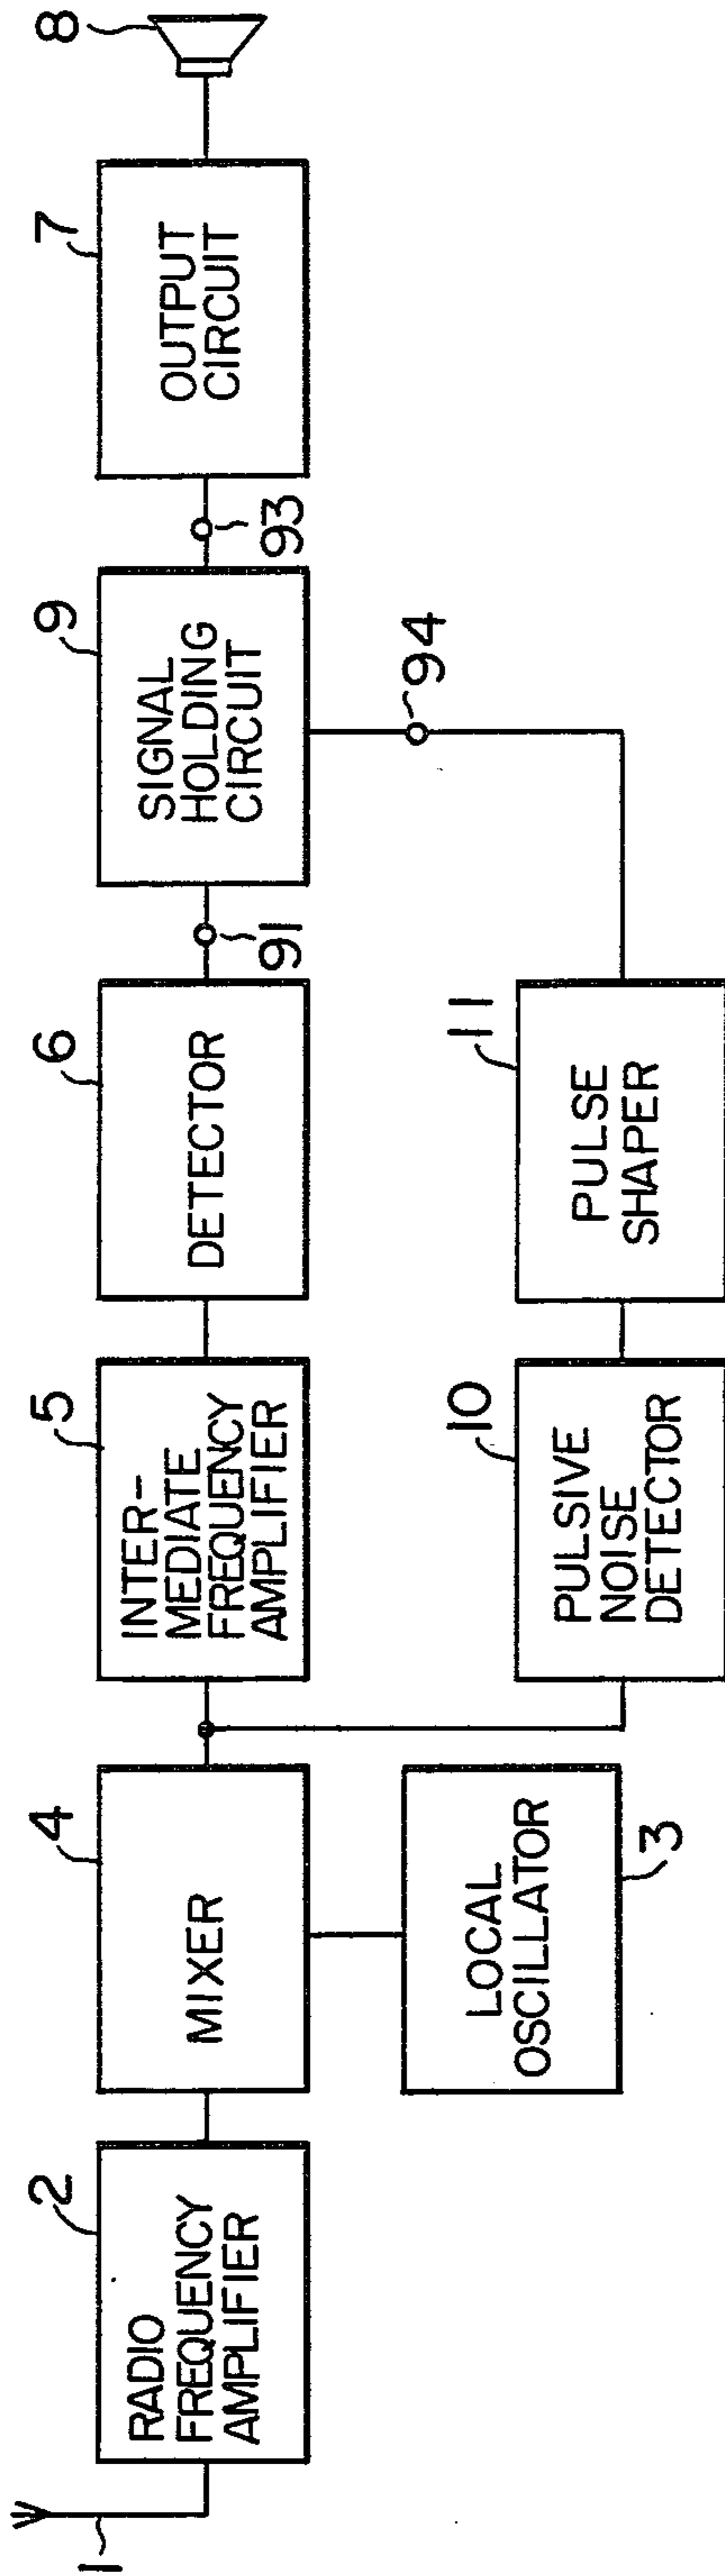 1
2
RADIO
FREQUENCY
AMPLIFIER
4
MIXER
LOCAL
OSCILLATOR
3
5
INTER-
MEDIATE
FREQUENCY
AMPLIFIER
6
DETECTOR
91
9
SIGNAL
HOLDING
CIRCUIT
93
94
7
OUTPUT
CIRCUIT
8
10
PULSIVE
NOISE
DETECTOR
11
PULSE
SHAPER